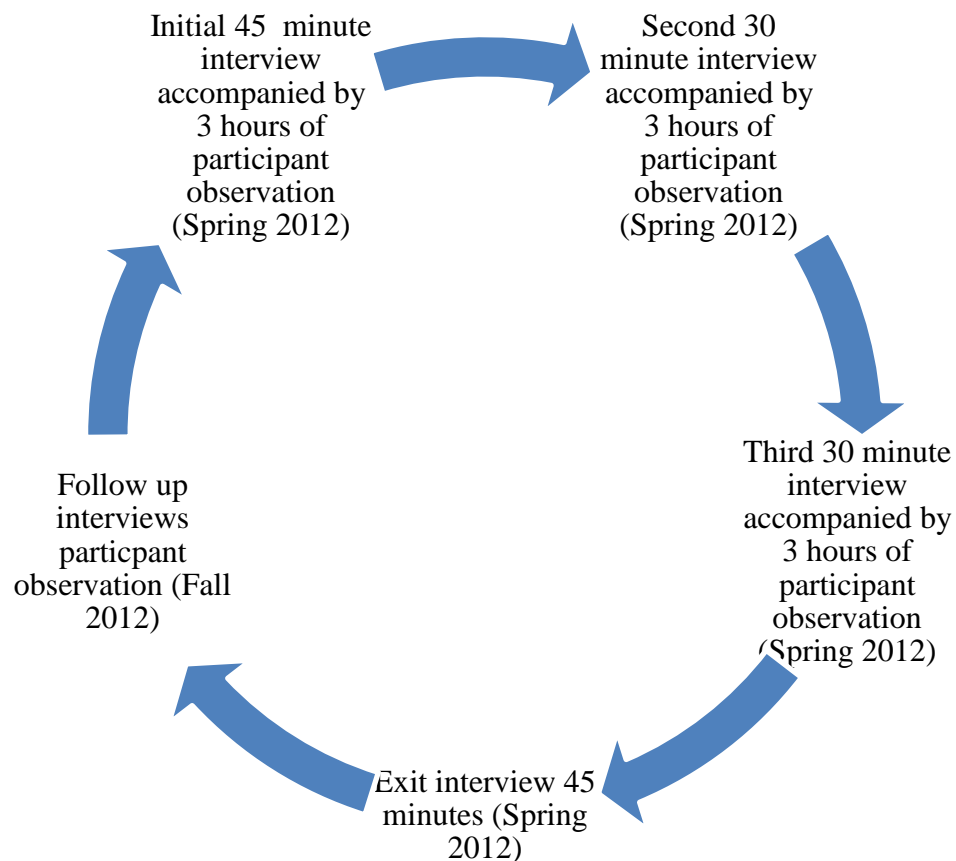 Initial 45 minute
interview
accompanied by
3 hours of
participant
observation
(Spring 2012)
Second 30
minute interview
accompanied by
3 hours of
participant
observation
(Spring 2012)
Third 30 minute
interview
accompanied by
3 hours of
participant
observation
(Spring 2012)
Exit interview 45
minutes (Spring
2012)
Follow up
interviews
particpant
observation (Fall
2012)